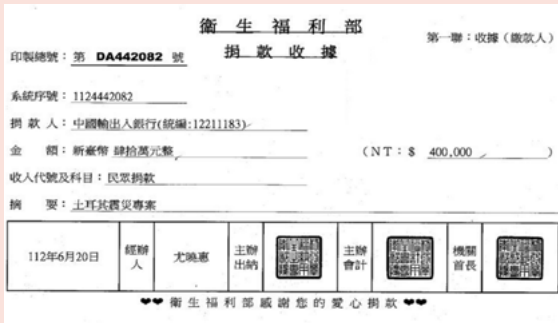 衛生福利部
捐款收據
第一聯：收據（繳款人）
印製總號：第 DA442082 號
系統序號：1124442082
捐 款 人：中國輸出入銀行(統編:12211183)
金　　額：新臺幣 肆拾萬元整 (NT：$ 400,000 )
收入代號及科目：民眾捐款
摘　　要：土耳其震災專案
112年6月20日 經辦人 尤曉惠 主辦出納 主辦會計 機關首長
❤❤ 衛生福利部感謝您的愛心捐款 ❤❤